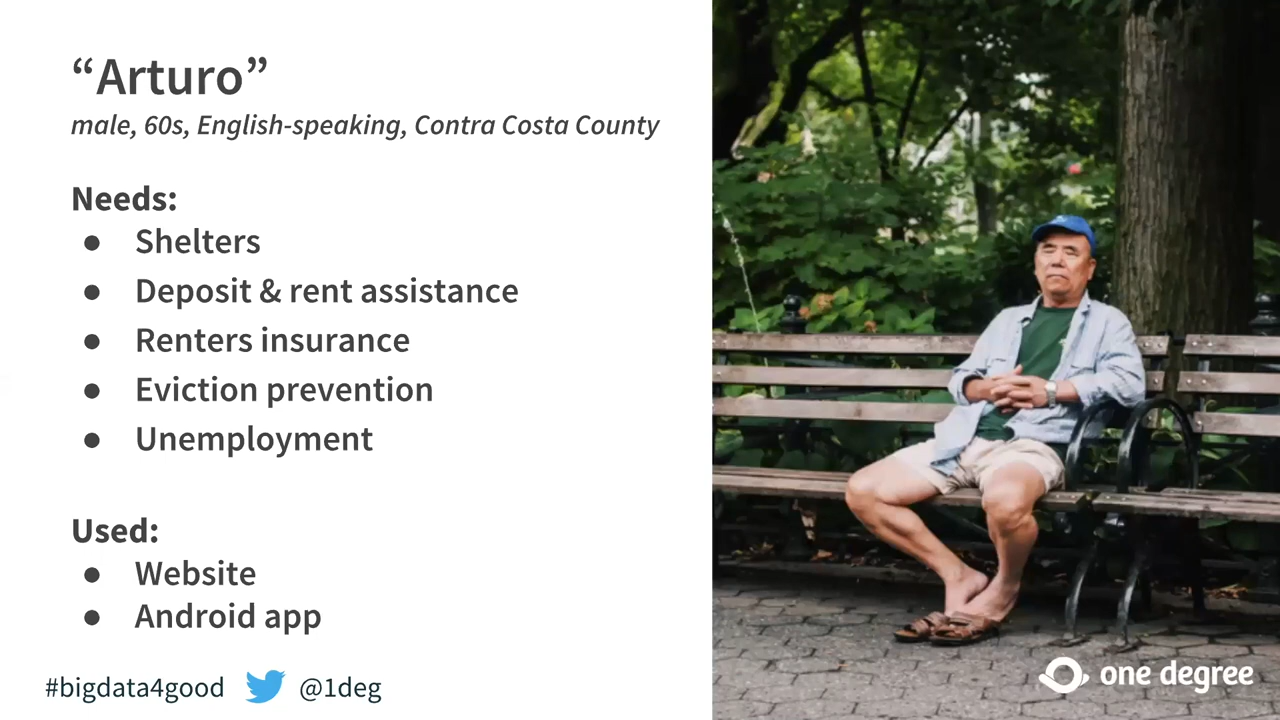 “Arturo”
male, 60s, English-speaking, Contra Costa County
Needs:
● Shelters
● Deposit & rent assistance
● Renters insurance
● Eviction prevention
● Unemployment
Used:
● Website
● Android app
#bigdata4good @1deg
one degree